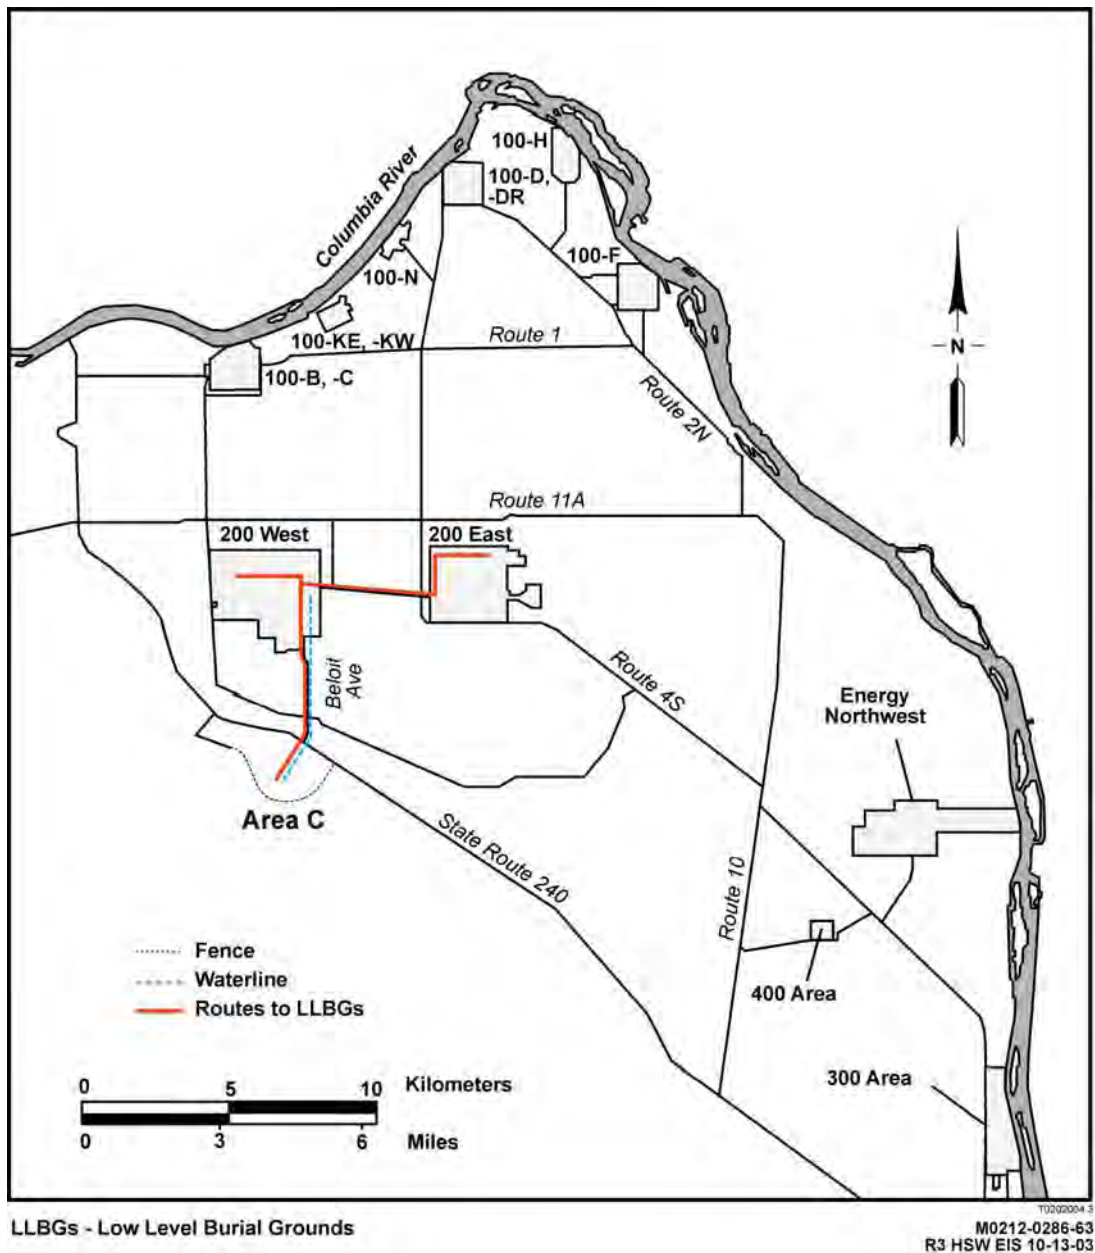 100-H
100-D,
-DR
Columbia River
100-F
100-N
N
Route 1
100-KE, -KW
100-B, -C
Route 2N
Route 11A
200 West
200 East
Beloit
Ave
Route 4S
Energy
Northwest
Area C
State Route 240
Route 10
Fence
Waterline
Routes to LLBGs
400 Area
300 Area
0 5 10 Kilometers
0 3 6 Miles
T0202004.3
LLBGs - Low Level Burial Grounds
M0212-0286-63
R3 HSW EIS 10-13-03